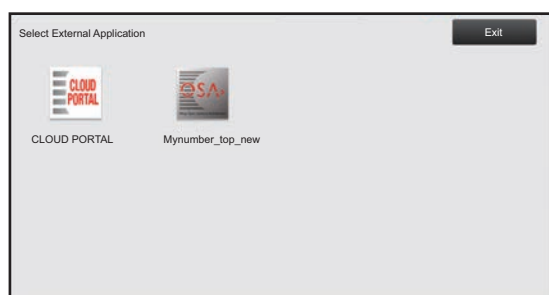 Select External Application
Exit
CLOUD
PORTAL
OSA
CLOUD PORTAL
Mynumber_top_new